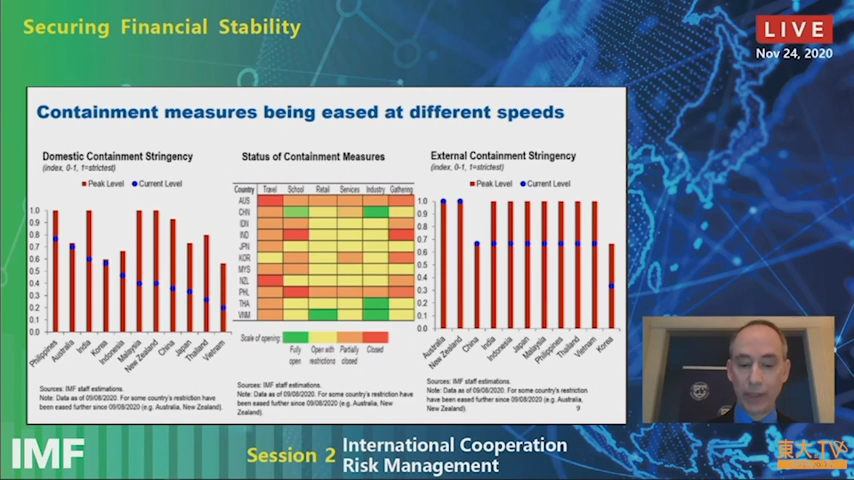 Securing Financial Stability
LIVE
Nov 24, 2020
Containment measures being eased at different speeds
Domestic Containment Stringency
(index, 0-1, 1=strictest)
Peak Level Current Level
1.0
0.9
0.8
0.7
0.6
0.5
0.4
0.3
0.2
0.1
0.0
Philippines
Australia
India
Korea
Indonesia
Malaysia
New Zealand
China
Japan
Thailand
Vietnam
Sources: IMF staff estimations.
Note: Data as of 09/08/2020. For some country's restriction
have been eased further since 09/08/2020 (e.g. Australia,
New Zealand).
Status of Containment Measures
Country Travel School Retail Services Industry Gathering
AUS
CHN
IDN
IND
JPN
KOR
MYS
NZL
PHL
THA
VNM
Scale of opening:
Fully open
Open with restrictions
Partially closed
Closed
Sources: IMF staff estimations.
Note: Data as of 09/08/2020. For some country's restriction have
been eased further since 09/08/2020 (e.g. Australia, New
Zealand).
External Containment Stringency
(index, 0-1, 1=strictest)
Peak Level Current Level
1.0
0.9
0.8
0.7
0.6
0.5
0.4
0.3
0.2
0.1
0.0
Australia
New Zealand
China
India
Indonesia
Japan
Malaysia
Philippines
Thailand
Vietnam
Korea
Sources: IMF staff estimations.
Note: Data as of 09/08/2020. For some country's restriction
have been eased further since 09/08/2020 (e.g. Australia,
New Zealand).
9
IMF
Session 2
International Cooperation
Risk Management
東大TV